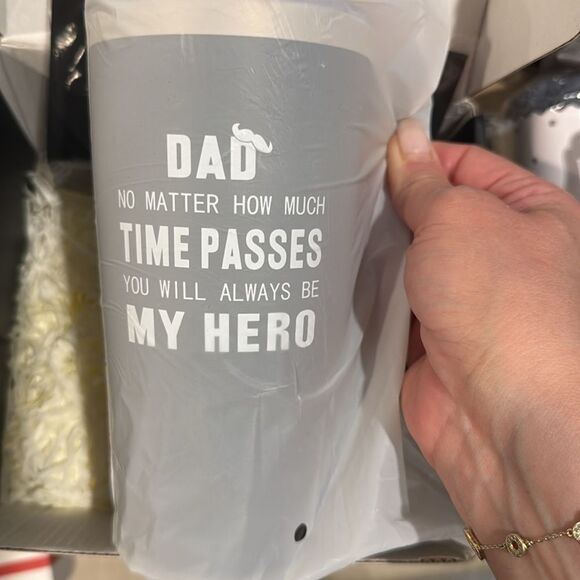 DAD
NO MATTER HOW MUCH
TIME PASSES
YOU WILL ALWAYS BE
MY HERO